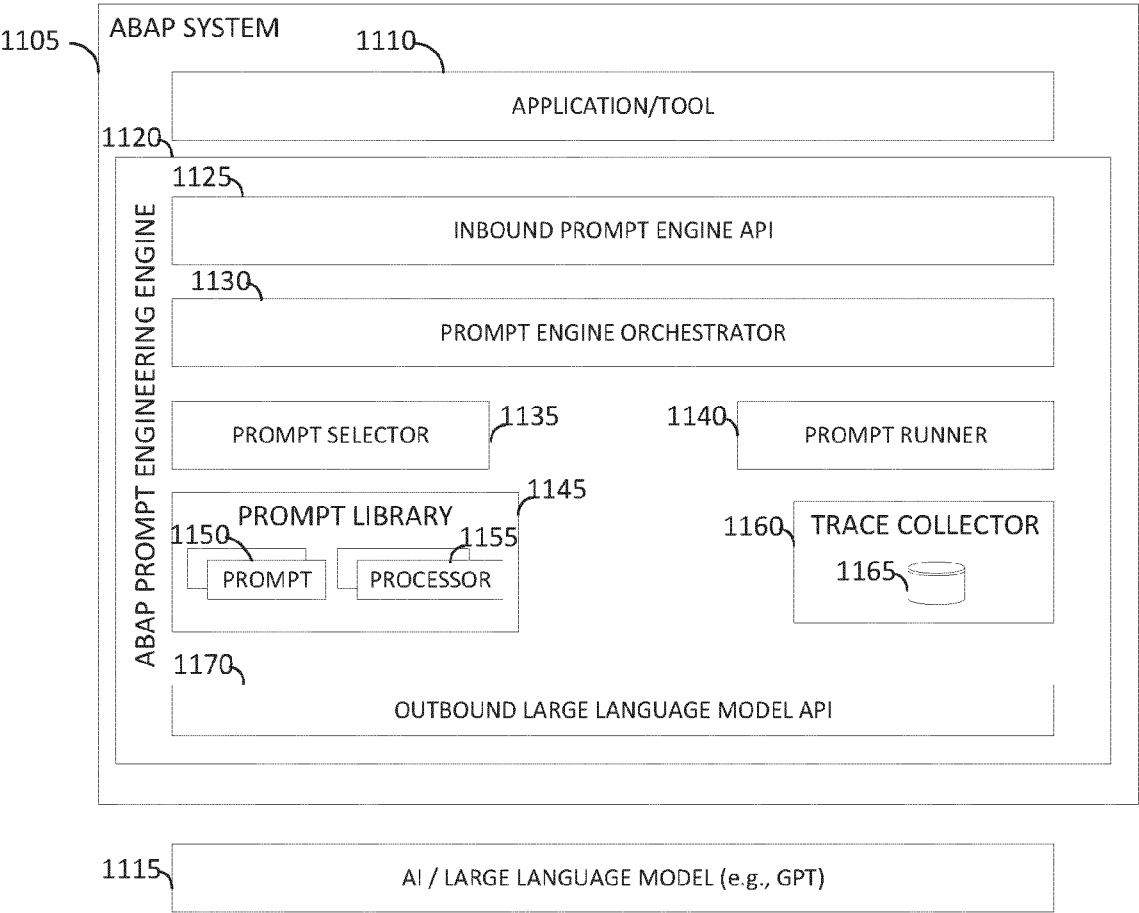 ABAP SYSTEM
1105
1110
APPLICATION/TOOL
1120
1125
ABAP PROMPT ENGINEERING ENGINE
INBOUND PROMPT ENGINE API
1130
PROMPT ENGINE ORCHESTRATOR
PROMPT SELECTOR
1135
1140
PROMPT RUNNER
1145
PROMPT LIBRARY
1150
1155
PROMPT
PROCESSOR
1160
TRACE COLLECTOR
1165
1170
OUTBOUND LARGE LANGUAGE MODEL API
1115
AI / LARGE LANGUAGE MODEL (e.g., GPT)